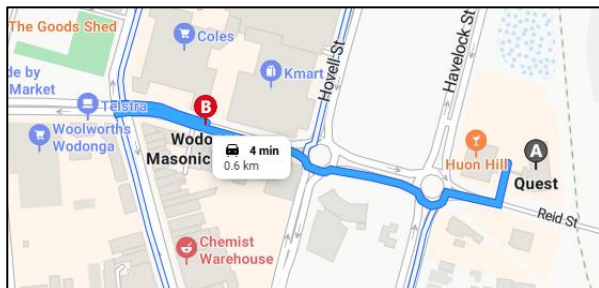 The Goods Shed
Coles
Kmart
Hovell St
Havelock St
de by
Market
Telstra
B
Wodo
Masonic
4 min
0.6 km
Woolworths
Wodonga
Huon Hill
A
Quest
Reid St
Chemist
Warehouse